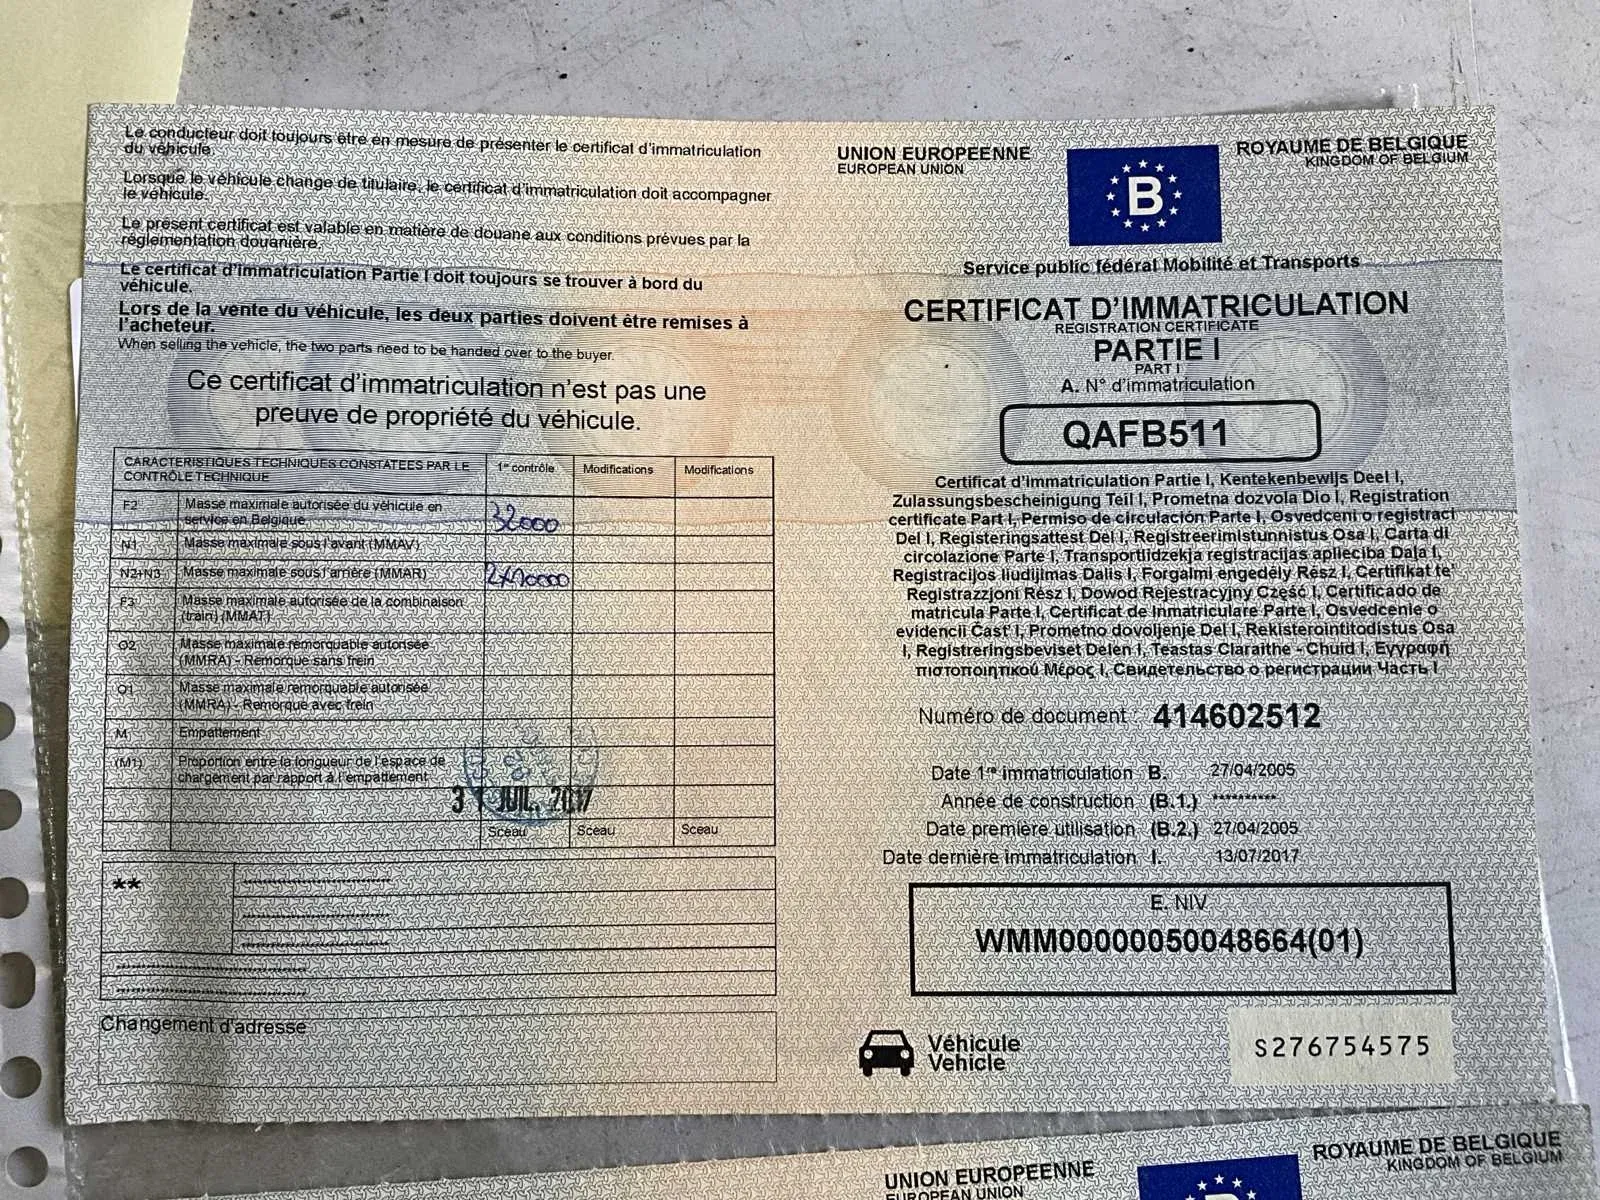 Le conducteur doit toujours être en mesure de présenter le certificat d'immatriculation
du véhicule.
Lorsque le véhicule change de titulaire, le certificat d'immatriculation doit accompagner
le véhicule.
Le présent certificat est valable en matière de douane aux conditions prévues par la
réglementation douanière.
Le certificat d'immatriculation Partie I doit toujours se trouver à bord du
véhicule.
Lors de la vente du véhicule, les deux parties doivent être remises à
l'acheteur.
When selling the vehicle, the two parts need to be handed over to the buyer.
Ce certificat d'immatriculation n'est pas une
preuve de propriété du véhicule.
CARACTERISTIQUES TECHNIQUES CONSTATEES PAR LE
CONTRÔLE TECHNIQUE
1er contrôle
Modifications
Modifications
F2
Masse maximale autorisée du véhicule en
service en Belgique
32000
N1
Masse maximale sous l'avant (MMAV)
N2+N3
Masse maximale sous l'arrière (MMAR)
2x10000
F3
Masse maximale autorisée de la combinaison
(train) (MMAT)
O2
Masse maximale remorquable autorisée
(MMRA) - Remorque sans frein
O1
Masse maximale remorquable autorisée
(MMRA) - Remorque avec frein
M
Empattement
(M1)
Proportion entre la longueur de l'espace de
chargement par rapport à l'empattement
31 JUIL. 2017
Sceau
Sceau
Sceau
**
Changement d'adresse
UNION EUROPEENNE
EUROPEAN UNION
B
ROYAUME DE BELGIQUE
KINGDOM OF BELGIUM
Service public fédéral Mobilité et Transports
CERTIFICAT D'IMMATRICULATION
REGISTRATION CERTIFICATE
PARTIE I
PART I
A. N° d'immatriculation
QAFB511
Certificat d'immatriculation Partie I, Kentekenbewijs Deel I,
Zulassungsbescheinigung Teil I, Prometna dozvola Dio I, Registration
certificate Part I, Permiso de circulación Parte I, Osvedceni o registraci
Del I, Registeringsattest Del I, Registreerimistunnistus Osa I, Carta di
circolazione Parte I, Transportlidzekja registracijas aplieciba Daļa I,
Registracijos liudijimas Dalis I, Forgalmi engedély Rész I, Certifikat te'
Registrazzjoni Rész I, Dowod Rejestracyjny Część I, Certificado de
matricula Parte I, Certificat de Inmatriculare Parte I, Osvedcenie o
evidencii Časť I, Prometno dovoljenje Del I, Rekisterointitodistus Osa
I, Registreringsbeviset Delen I, Teastas Claraithe - Chuid I, Εγγραφή
πιστοποιητικού Μέρος I, Свидетельство о регистрации Часть I
Numéro de document : 414602512
Date 1re immatriculation B. 27/04/2005
Année de construction (B.1.) **********
Date première utilisation (B.2.) 27/04/2005
Date dernière immatriculation I. 13/07/2017
E. NIV
WMM00000050048664(01)
Véhicule
Vehicle
S276754575
UNION EUROPEENNE
EUROPEAN UNION
ROYAUME DE BELGIQUE
KINGDOM OF BELGIUM